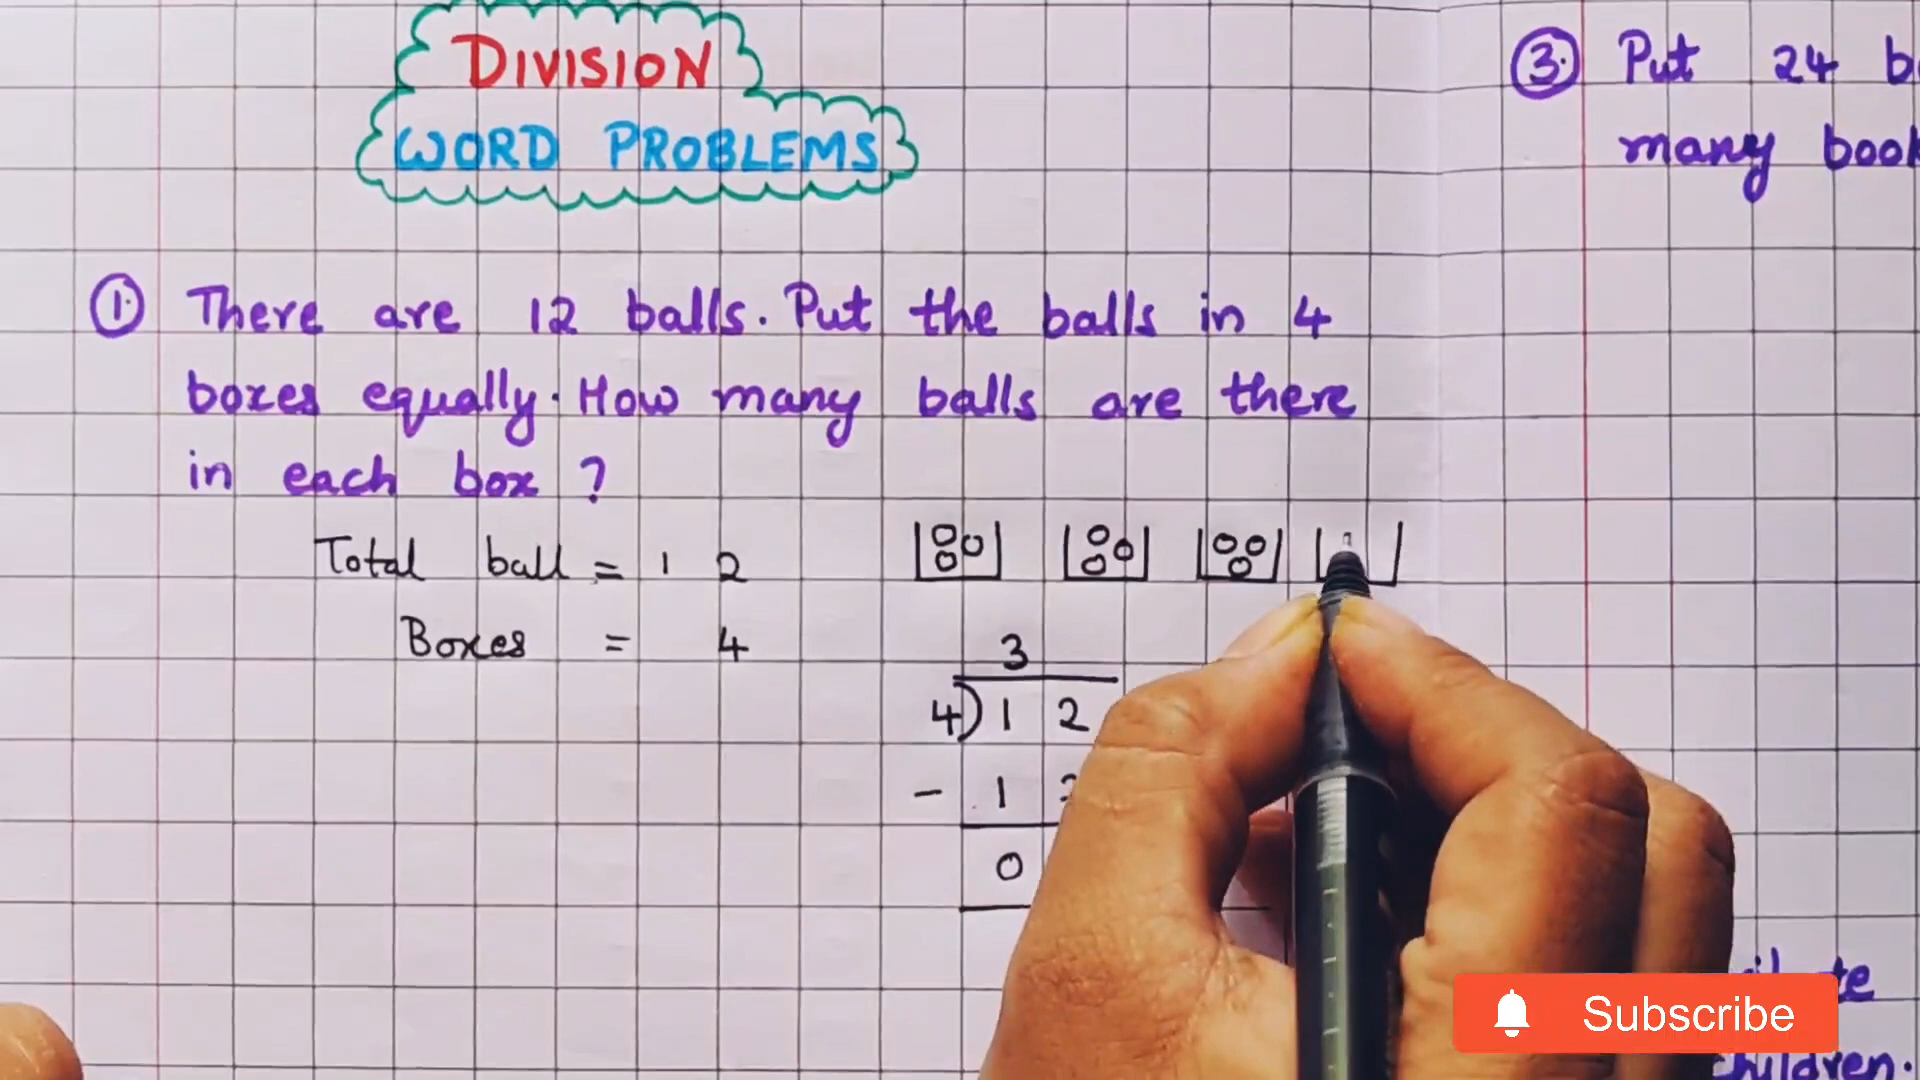 DIVISION
WORD PROBLEMS
1. There are 12 balls. Put the balls in 4
boxes equally. How many balls are there
in each box ?
Total ball = 1 2
Boxes = 4
3
4) 1 2
- 1
0
3. Put 24
many
children.
Subscribe